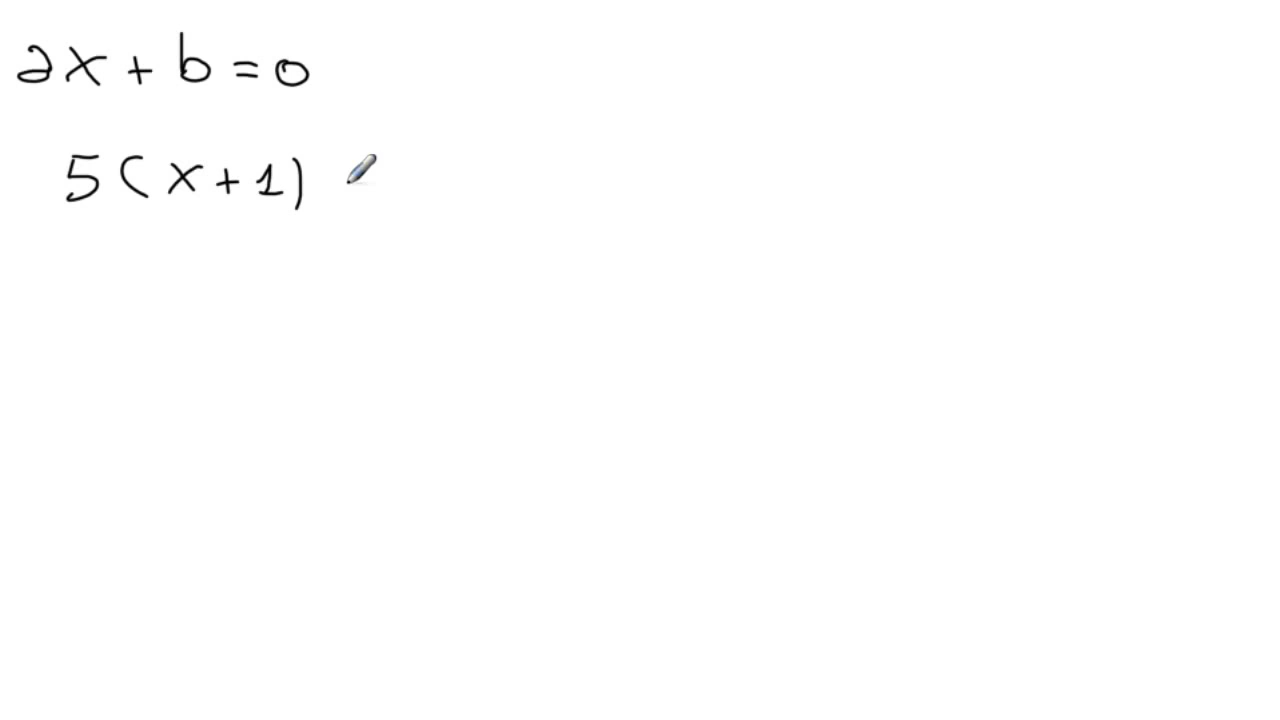 ax + b = 0
5(x+1)